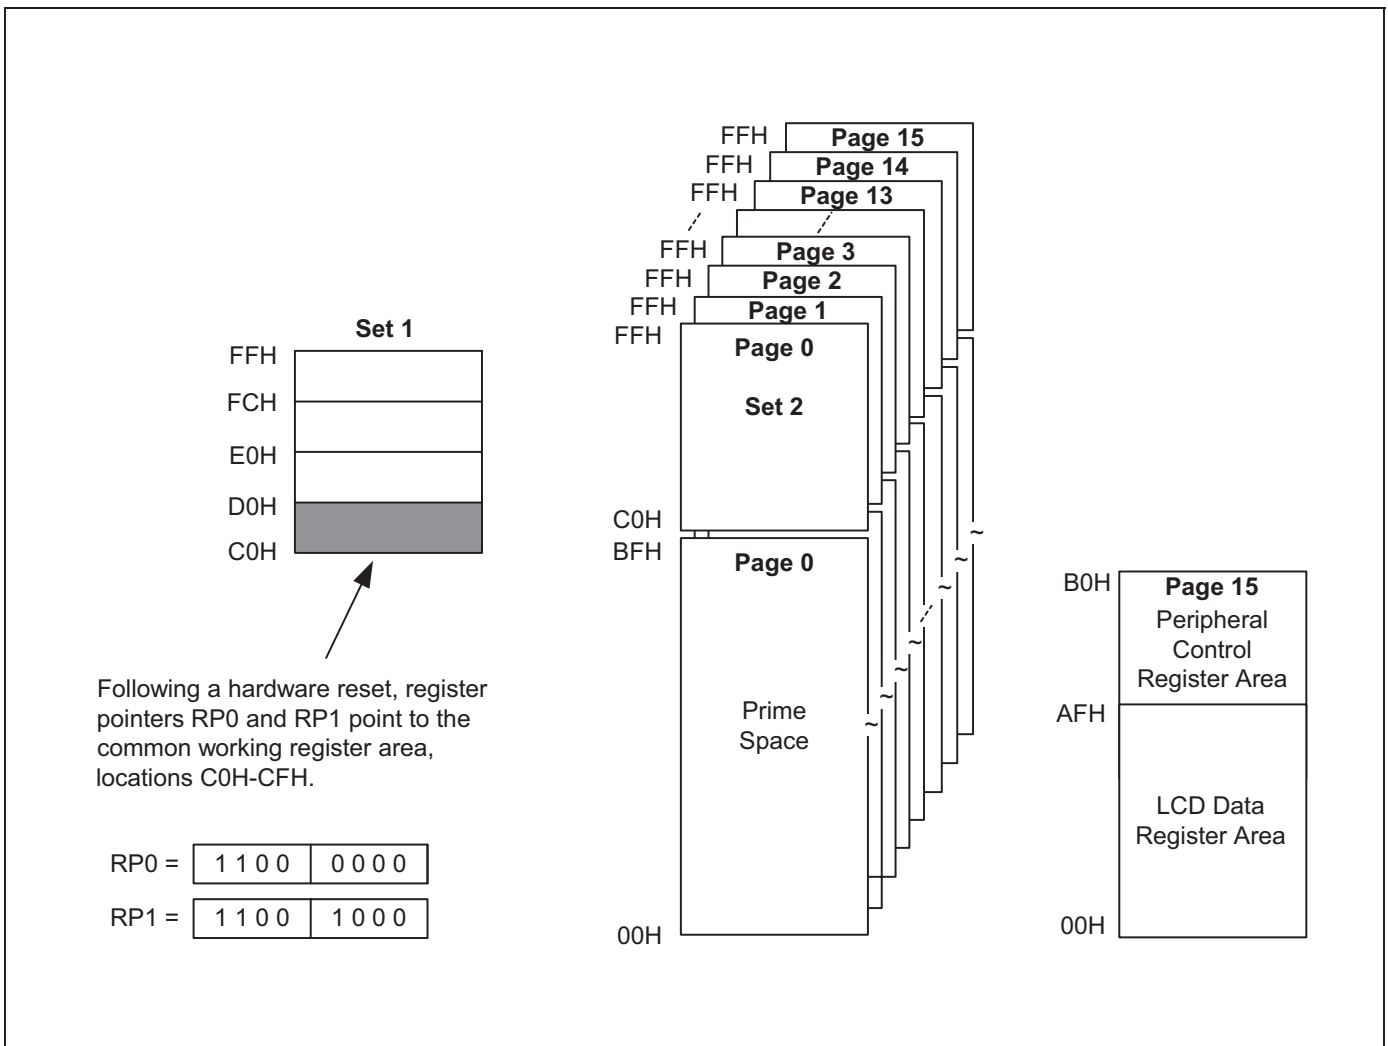 Set 1
FFH
FCH
E0H
D0H
C0H
Following a hardware reset, register
pointers RP0 and RP1 point to the
common working register area,
locations C0H-CFH.
RP0 = 1 1 0 0 0 0 0 0
RP1 = 1 1 0 0 1 0 0 0
FFH Page 15
FFH Page 14
FFH Page 13
FFH Page 3
FFH Page 2
FFH Page 1
FFH Page 0
Set 2
C0H
BFH Page 0
Prime
Space
00H
~
~
~
~
~
~
~
~
B0H Page 15
Peripheral
Control
Register Area
AFH
LCD Data
Register Area
00H